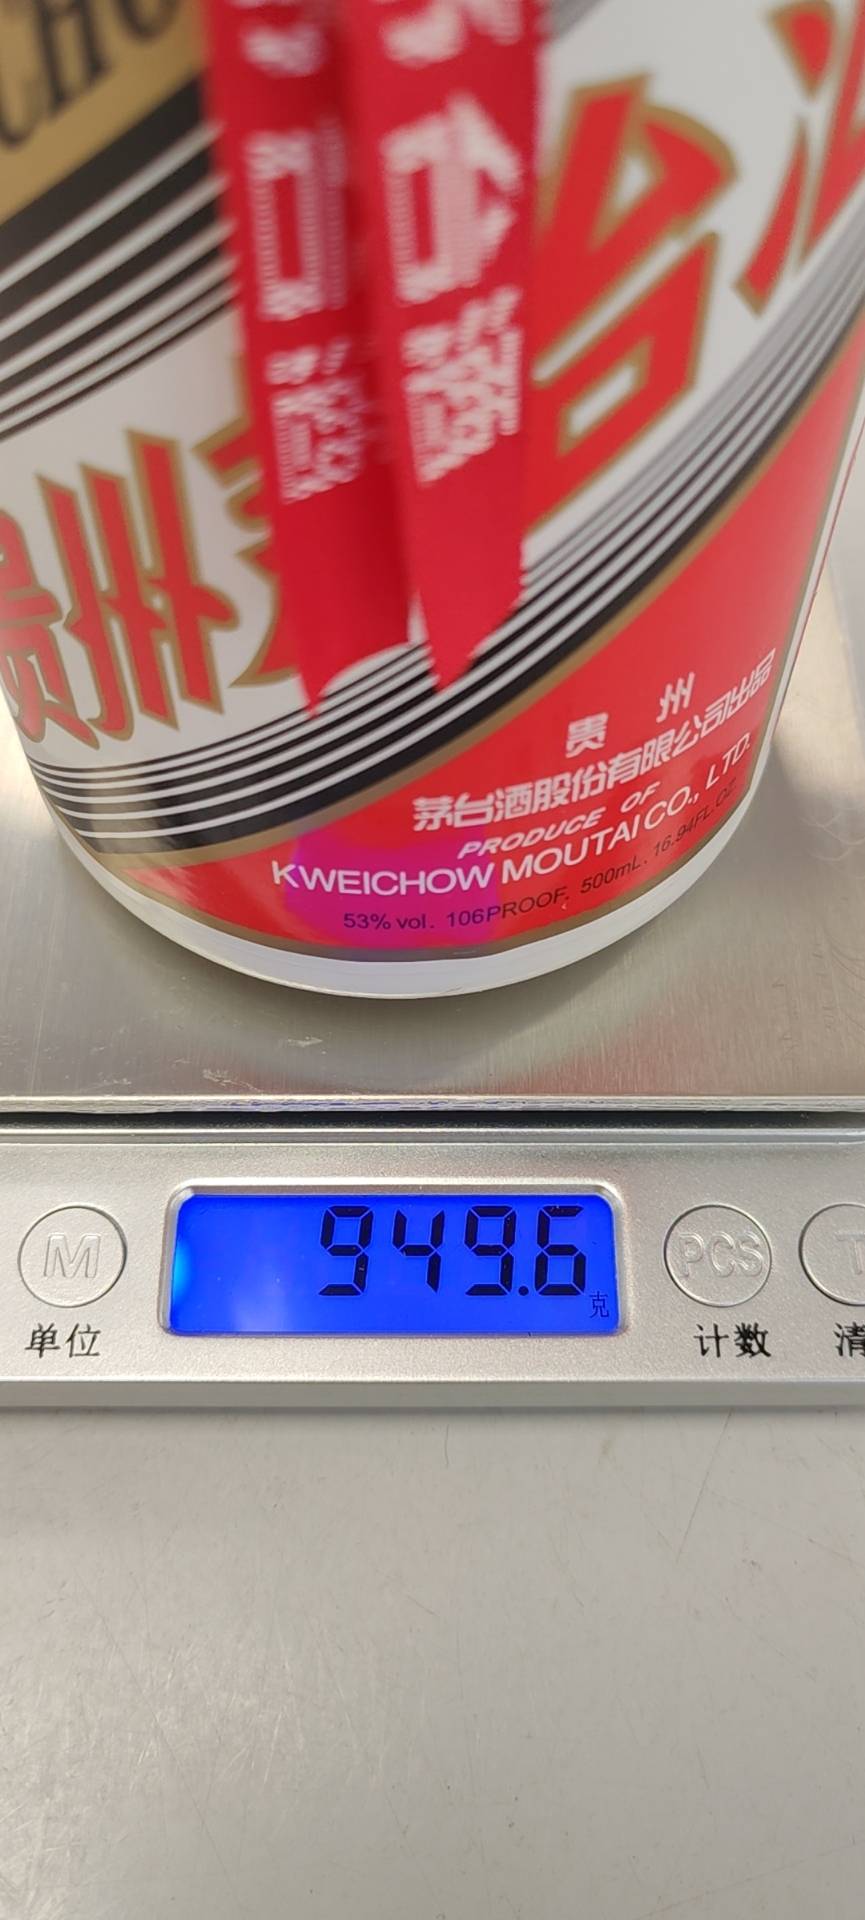 贵州茅台酒
贵州
茅台酒股份有限公司出品
PRODUCE OF
KWEICHOW MOUTAI CO., LTD.
53% vol. 106PROOF. 500mL. 16.94FL.OZ.
949.6
克
M
PCS
T
单位
计数
清